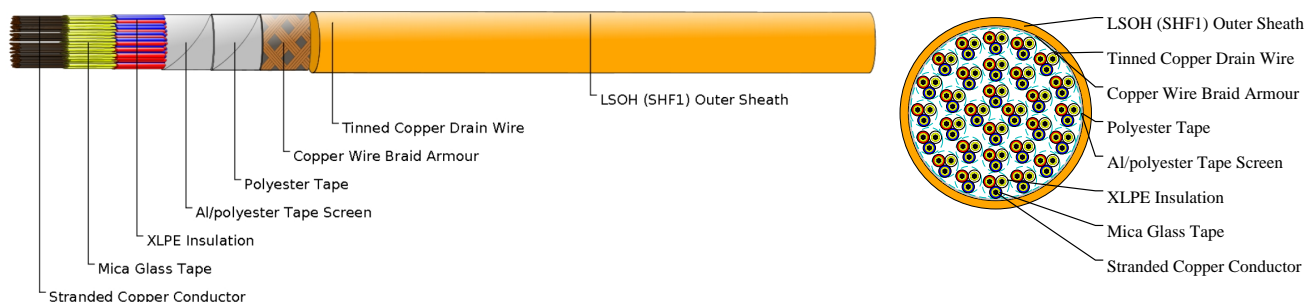 LSOH (SHF1) Outer Sheath
Tinned Copper Drain Wire
Copper Wire Braid Armour
Polyester Tape
Al/polyester Tape Screen
XLPE Insulation
Mica Glass Tape
Stranded Copper Conductor
LSOH (SHF1) Outer Sheath
Tinned Copper Drain Wire
Copper Wire Braid Armour
Polyester Tape
Al/polyester Tape Screen
XLPE Insulation
Mica Glass Tape
Stranded Copper Conductor